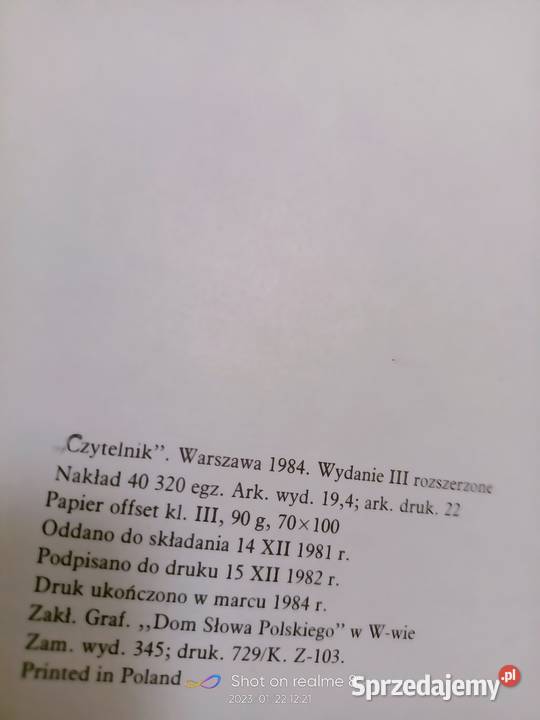 „Czytelnik”. Warszawa 1984. Wydanie III rozszerzone
Nakład 40 320 egz. Ark. wyd. 19,4; ark. druk. 22
Papier offset kl. III, 90 g, 70×100
Oddano do składania 14 XII 1981 r.
Podpisano do druku 15 XII 1982 r.
Druk ukończono w marcu 1984 r.
Zakł. Graf. ,,Dom Słowa Polskiego” w W-wie
Zam. wyd. 345; druk. 729/K. Z-103.
Printed in Poland
Shot on realme 8
2023.01.22 12:21
Sprzedajemy.pl